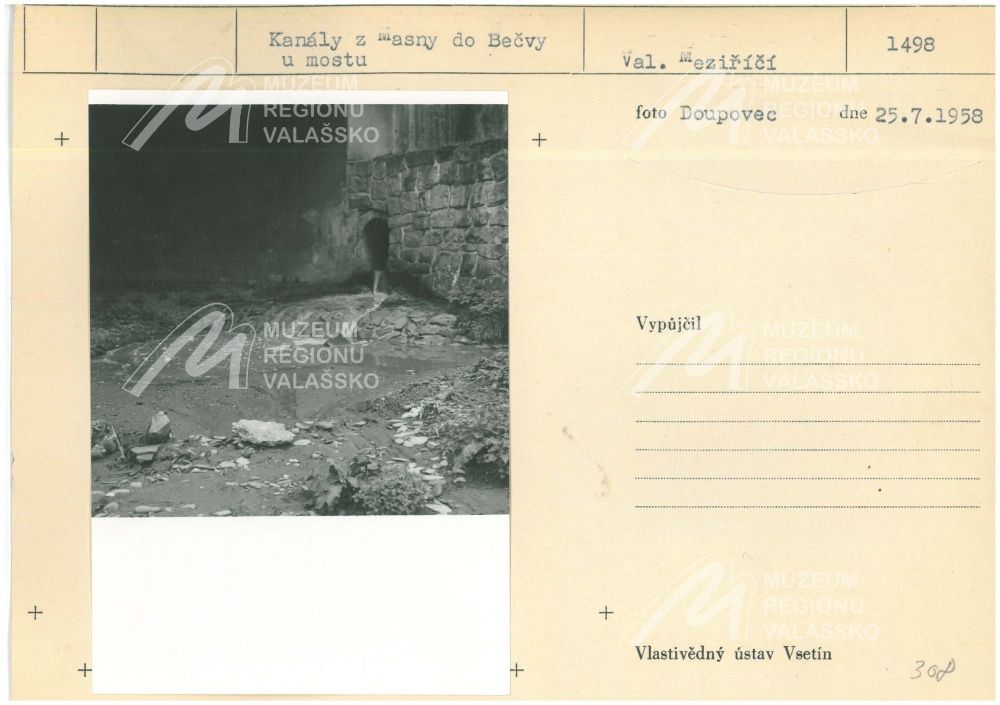 Kanály z Masny do Bečvy
u mostu
Val. Meziříčí
1498
foto Doupovec dne 25.7.1958
MUZEUM
REGIONU
VALAŠSKO
MUZEUM
REGIONU
VALAŠSKO
Vypůjčil
MUZEUM
REGIONU
VALAŠSKO
MUZEUM
REGIONU
VALAŠSKO
MUZEUM
REGIONU
VALAŠSKO
Vlastivědný ústav Vsetín
308